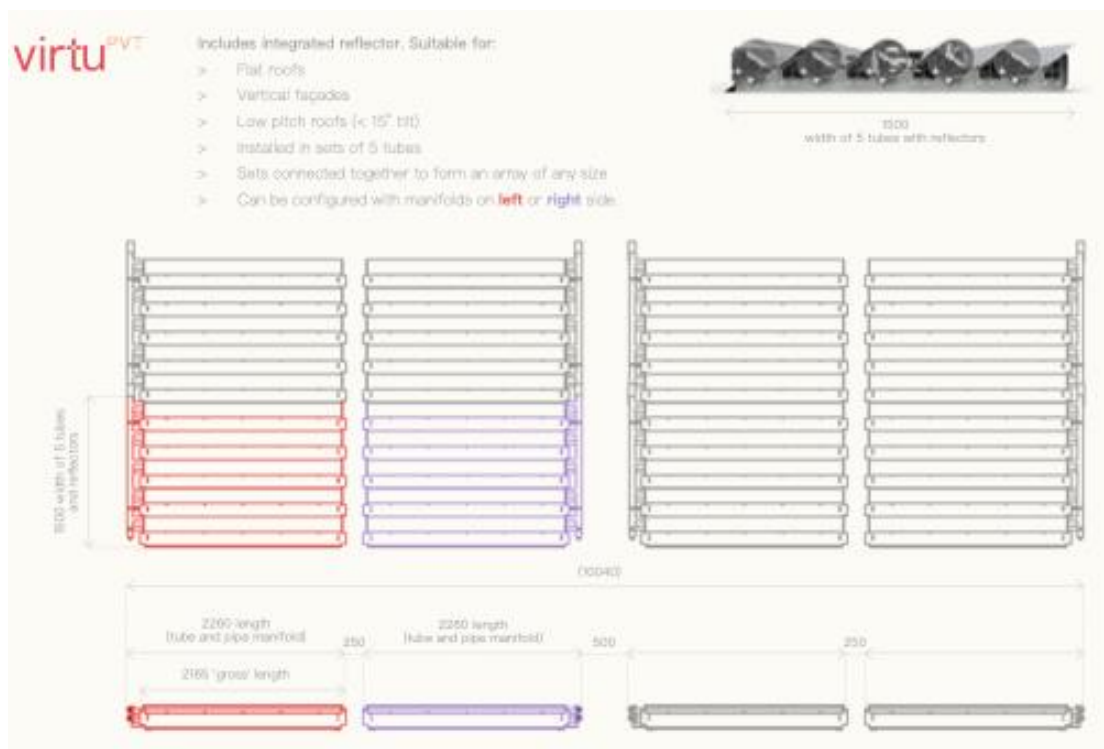 virtu PVT
Includes integrated reflector. Suitable for:
> Flat roofs
> Vertical façades
> Low pitch roofs (< 15° tilt)
> Installed in sets of 5 tubes
> Sets connected together to form an array of any size
> Can be configured with manifolds on left or right side.
1500
width of 5 tubes with reflectors
1500 width of 5 tubes
and reflectors
(10040)
2260 length
(tube and pipe manifold)
250
2260 length
(tube and pipe manifold)
500
250
2165 'gross' length